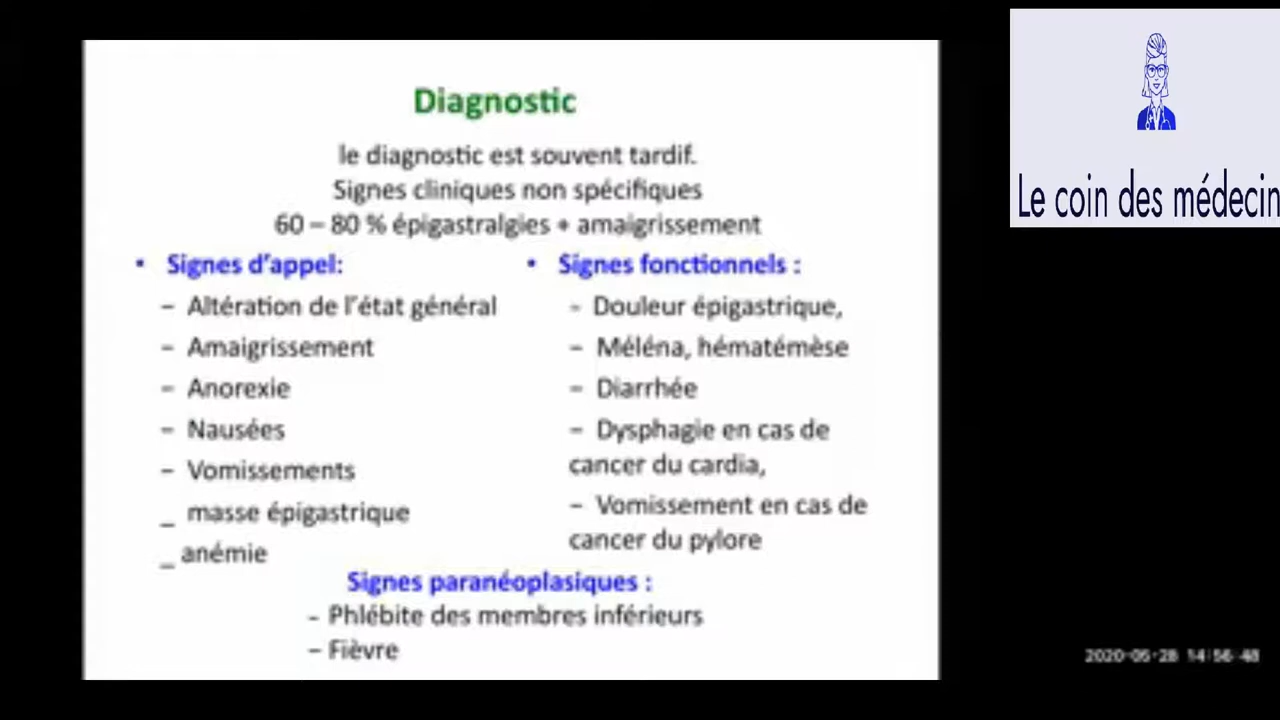 Diagnostic
le diagnostic est souvent tardif.
Signes cliniques non spécifiques
60 – 80 % épigastralgies + amaigrissement
• Signes d'appel:
– Altération de l'état général
– Amaigrissement
– Anorexie
– Nausées
– Vomissements
_ masse épigastrique
_ anémie
• Signes fonctionnels :
- Douleur épigastrique,
– Méléna, hématémèse
– Diarrhée
– Dysphagie en cas de
cancer du cardia,
– Vomissement en cas de
cancer du pylore
Signes paranéoplasiques :
- Phlébite des membres inférieurs
– Fièvre
Le coin des médecin
2020-05-28 14:56:48